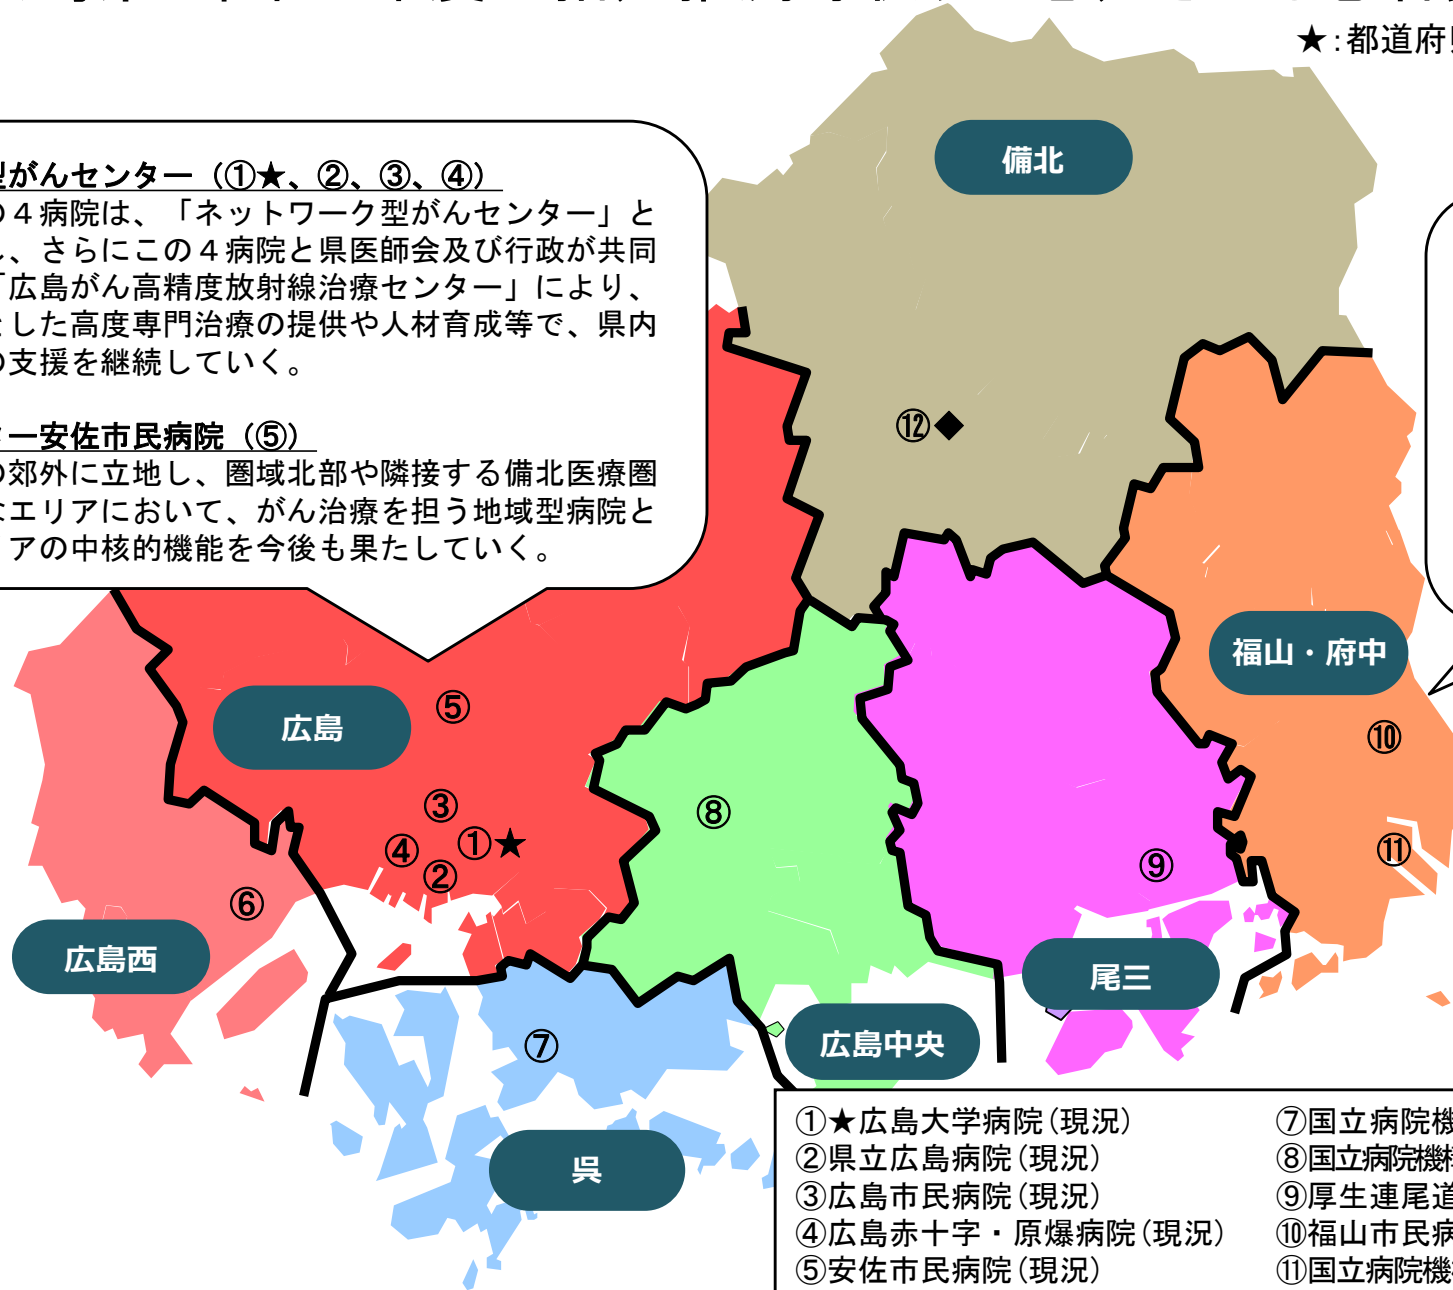 ★:都道府
型がんセンター（①★、②、③、④）
の４病院は、「ネットワーク型がんセンター」と
し、さらにこの４病院と県医師会及び行政が共同
「広島がん高精度放射線治療センター」により、
とした高度専門治療の提供や人材育成等で、県内
の支援を継続していく。
ー安佐市民病院（⑤）
の郊外に立地し、圏域北部や隣接する備北医療圏
なエリアにおいて、がん治療を担う地域型病院と
リアの中核的機能を今後も果たしていく。
備北
⑫◆
福山・府中
広島
⑤
⑩
③
⑧
①★
④
②
⑪
⑨
⑥
広島西
尾三
広島中央
⑦
呉
①★広島大学病院(現況)
②県立広島病院(現況)
③広島市民病院(現況)
④広島赤十字・原爆病院(現況)
⑤安佐市民病院(現況)
⑦国立病院機
⑧国立病院機
⑨厚生連尾道
⑩福山市民病
⑪国立病院機